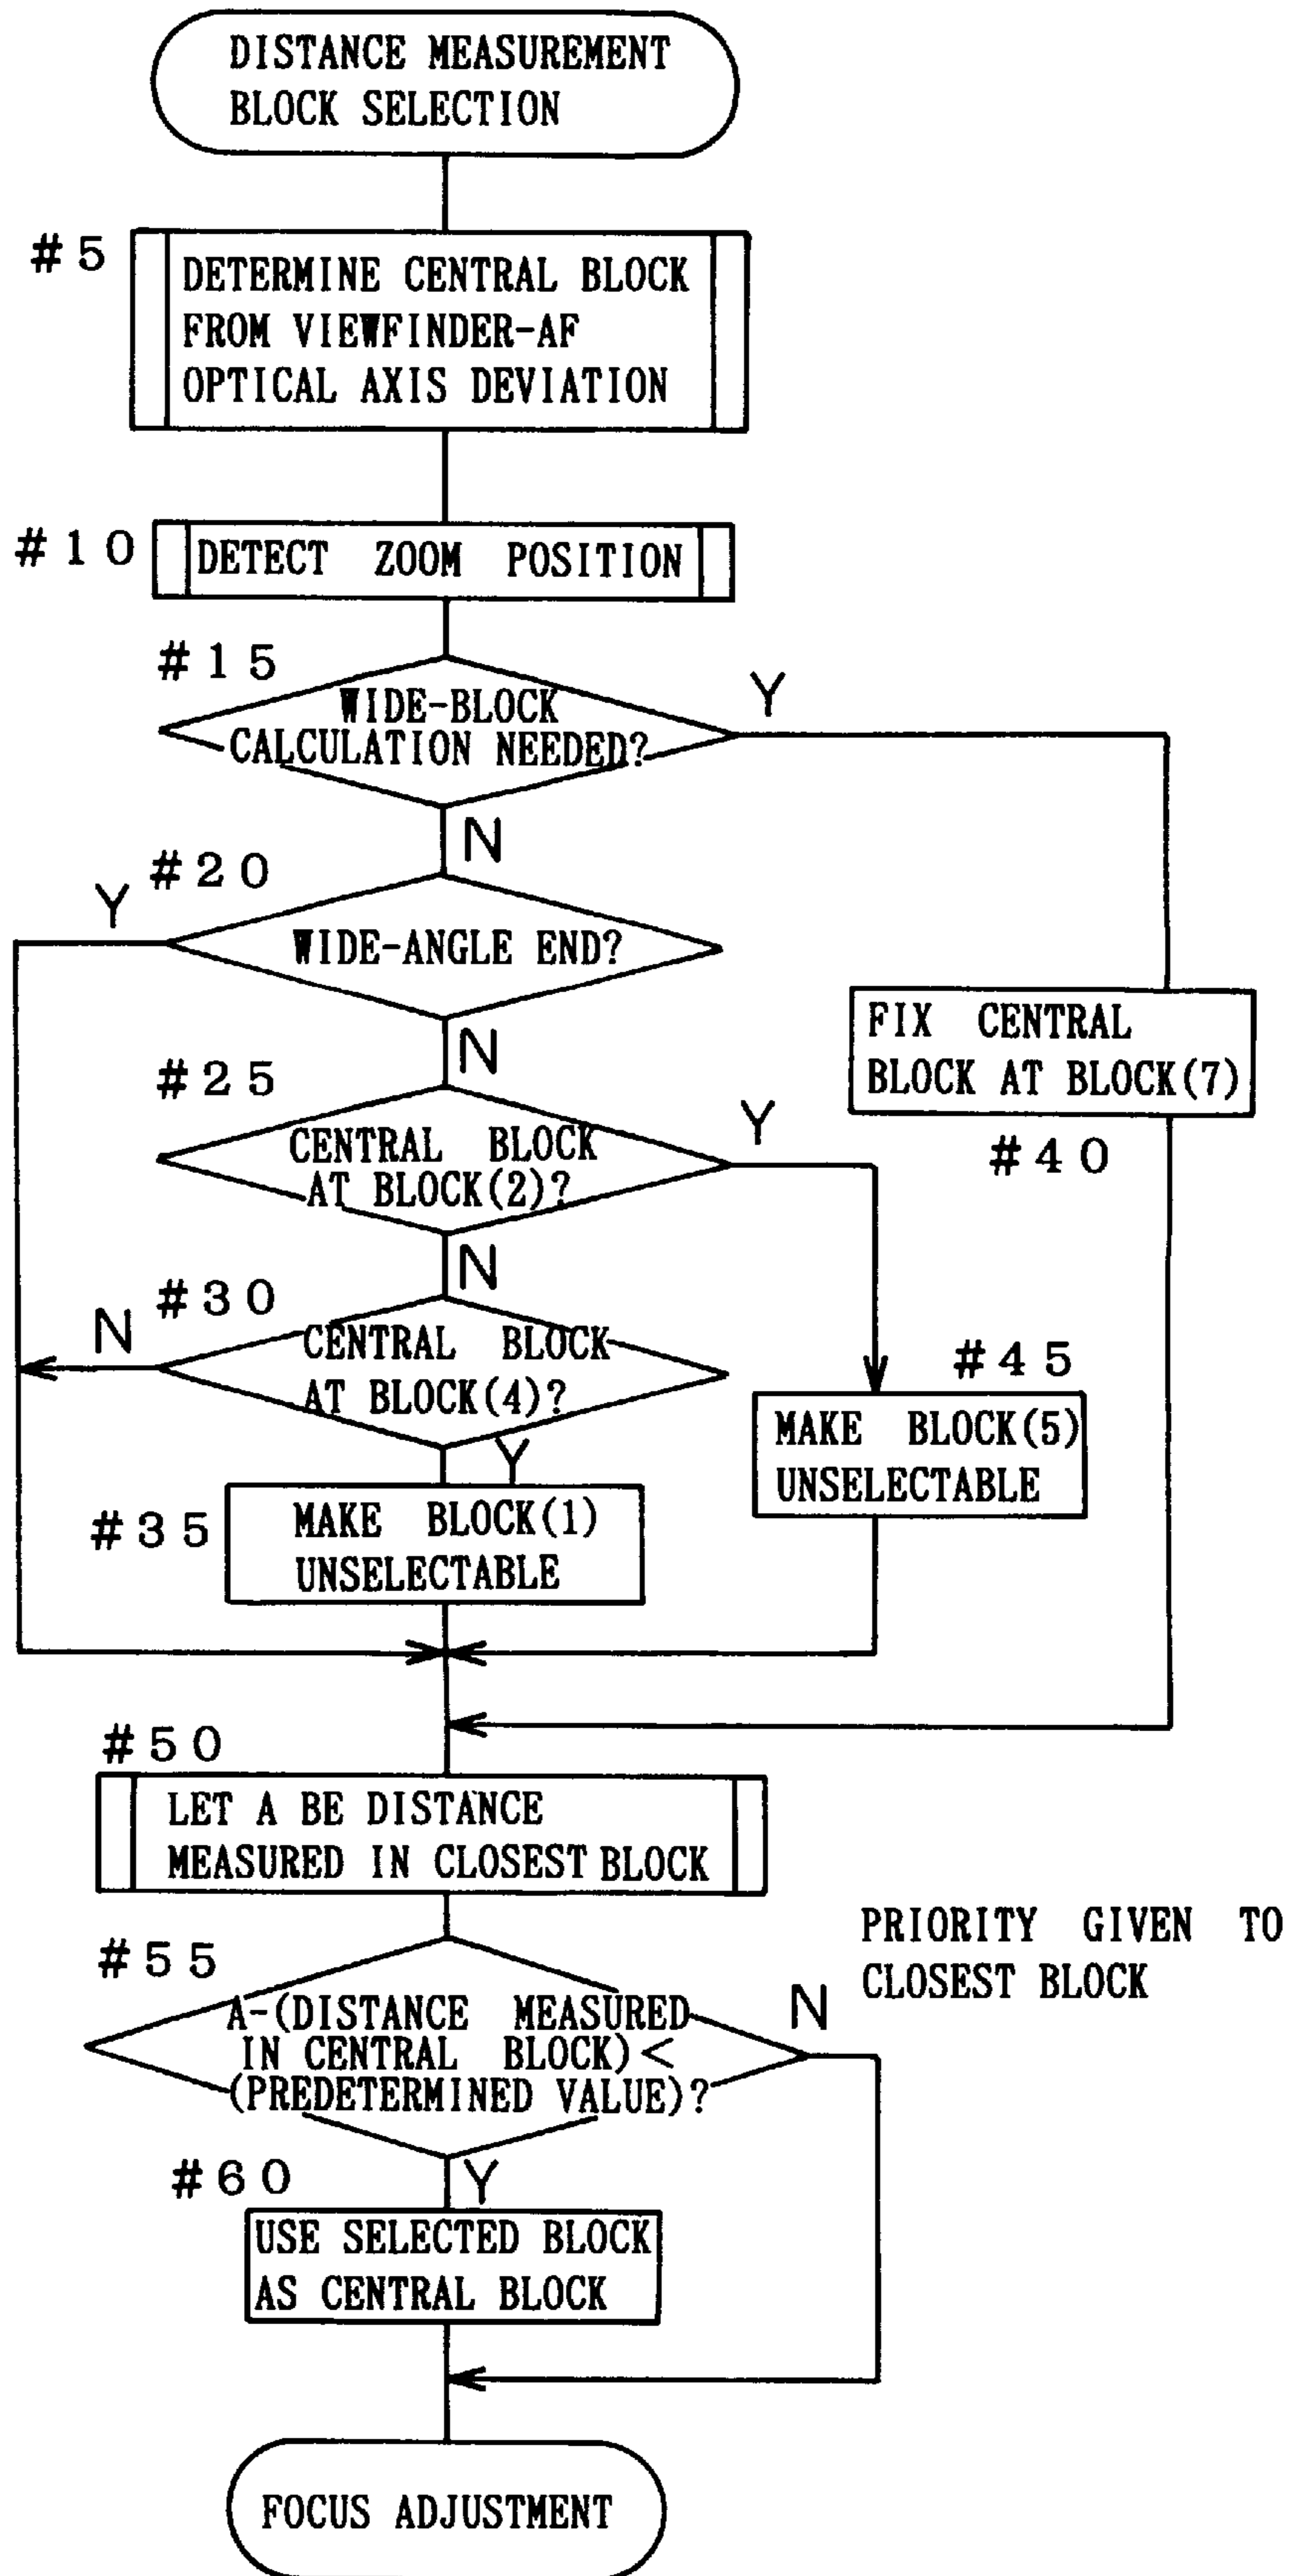 DISTANCE MEASUREMENT
BLOCK SELECTION
#5
DETERMINE CENTRAL BLOCK
FROM VIEWFINDER-AF
OPTICAL AXIS DEVIATION
#10
DETECT ZOOM POSITION
#15
WIDE-BLOCK
CALCULATION NEEDED?
Y
N
#20
Y
WIDE-ANGLE END?
N
FIX CENTRAL
BLOCK AT BLOCK(7)
#40
#25
CENTRAL BLOCK
AT BLOCK(2)?
Y
N
#30
N
CENTRAL BLOCK
AT BLOCK(4)?
Y
#45
MAKE BLOCK(5)
UNSELECTABLE
#35
MAKE BLOCK(1)
UNSELECTABLE
#50
LET A BE DISTANCE
MEASURED IN CLOSEST BLOCK
PRIORITY GIVEN TO
CLOSEST BLOCK
#55
A-(DISTANCE MEASURED
IN CENTRAL BLOCK)<
(PREDETERMINED VALUE)?
N
Y
#60
USE SELECTED BLOCK
AS CENTRAL BLOCK
FOCUS ADJUSTMENT